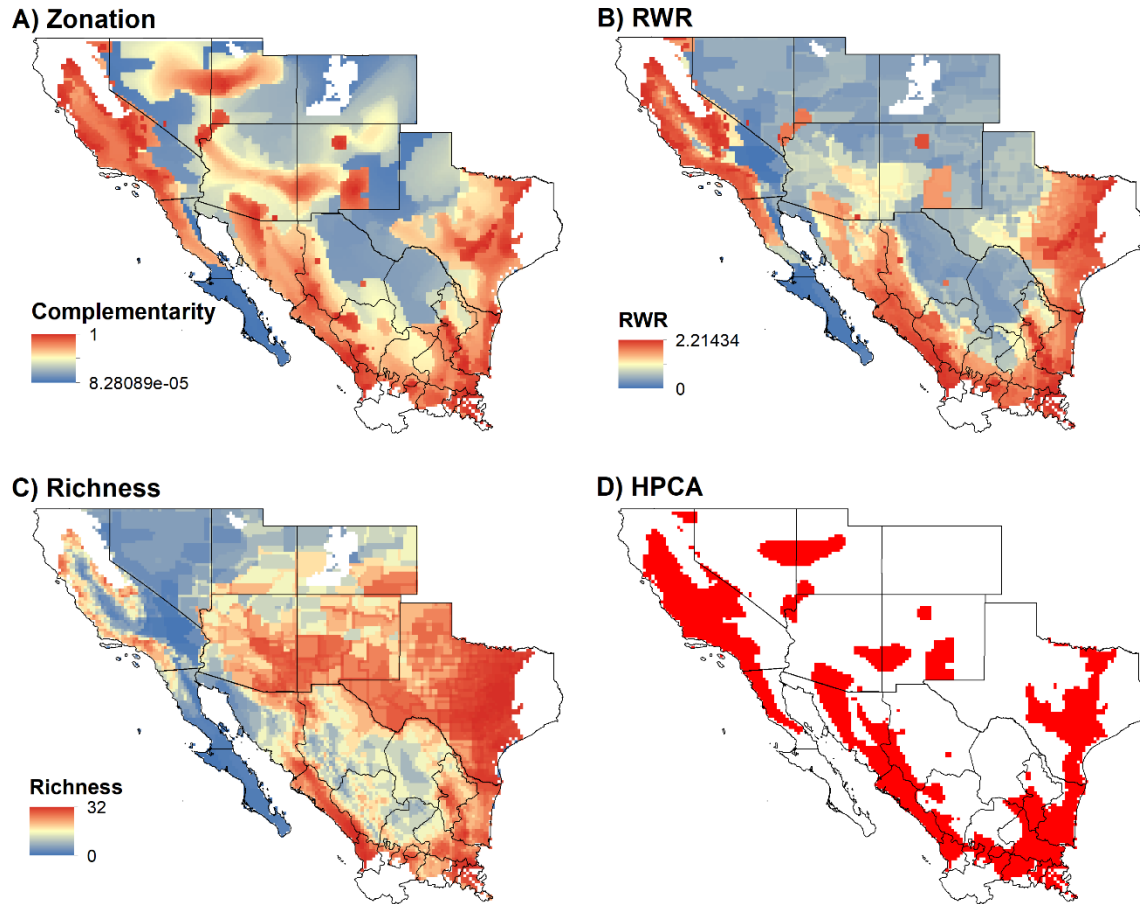 A) Zonation
B) RWR
Complementarity
1
8.28089e-05
RWR
2.21434
0
C) Richness
D) HPCA
Richness
32
0